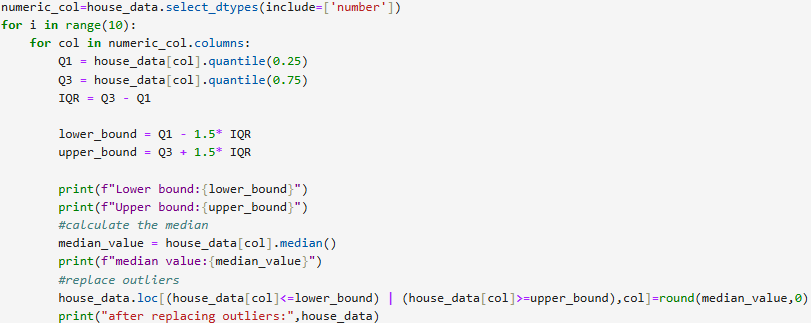 numeric_col=house_data.select_dtypes(include=['number'])
for i in range(10):
    for col in numeric_col.columns:
        Q1 = house_data[col].quantile(0.25)
        Q3 = house_data[col].quantile(0.75)
        IQR = Q3 - Q1

        lower_bound = Q1 - 1.5* IQR
        upper_bound = Q3 + 1.5* IQR

        print(f"Lower bound:{lower_bound}")
        print(f"Upper bound:{upper_bound}")
        #calculate the median
        median_value = house_data[col].median()
        print(f"median value:{median_value}")
        #replace outliers
        house_data.loc[(house_data[col]<=lower_bound) | (house_data[col]>=upper_bound),col]=round(median_value,0)
        print("after replacing outliers:",house_data)